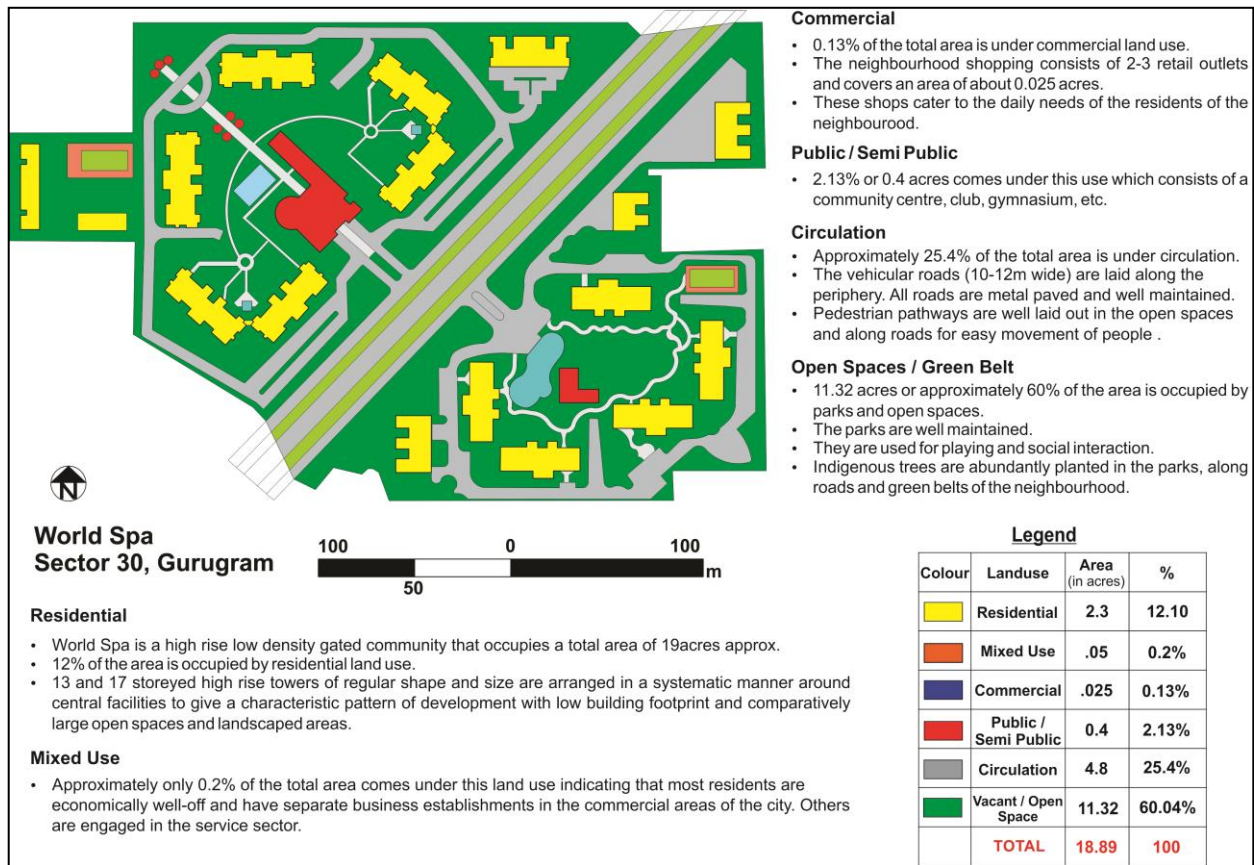 Commercial
• 0.13% of the total area is under commercial land use.
• The neighbourhood shopping consists of 2-3 retail outlets
and covers an area of about 0.025 acres.
• These shops cater to the daily needs of the residents of the
neighbourood.
Public / Semi Public
• 2.13% or 0.4 acres comes under this use which consists of a
community centre, club, gymnasium, etc.
Circulation
• Approximately 25.4% of the total area is under circulation.
• The vehicular roads (10-12m wide) are laid along the
periphery. All roads are metal paved and well maintained.
• Pedestrian pathways are well laid out in the open spaces
and along roads for easy movement of people .
Open Spaces / Green Belt
• 11.32 acres or approximately 60% of the area is occupied by
parks and open spaces.
• The parks are well maintained.
• They are used for playing and social interaction.
• Indigenous trees are abundantly planted in the parks, along
roads and green belts of the neighbourhood.
N
World Spa
Sector 30, Gurugram
100 0 100
m
50
Residential
• World Spa is a high rise low density gated community that occupies a total area of 19acres approx.
• 12% of the area is occupied by residential land use.
• 13 and 17 storeyed high rise towers of regular shape and size are arranged in a systematic manner around
central facilities to give a characteristic pattern of development with low building footprint and comparatively
large open spaces and landscaped areas.
Mixed Use
• Approximately only 0.2% of the total area comes under this land use indicating that most residents are
economically well-off and have separate business establishments in the commercial areas of the city. Others
are engaged in the service sector.
Legend
Colour Landuse Area (in acres) %
Residential 2.3 12.10
Mixed Use .05 0.2%
Commercial .025 0.13%
Public / Semi Public 0.4 2.13%
Circulation 4.8 25.4%
Vacant / Open Space 11.32 60.04%
TOTAL 18.89 100